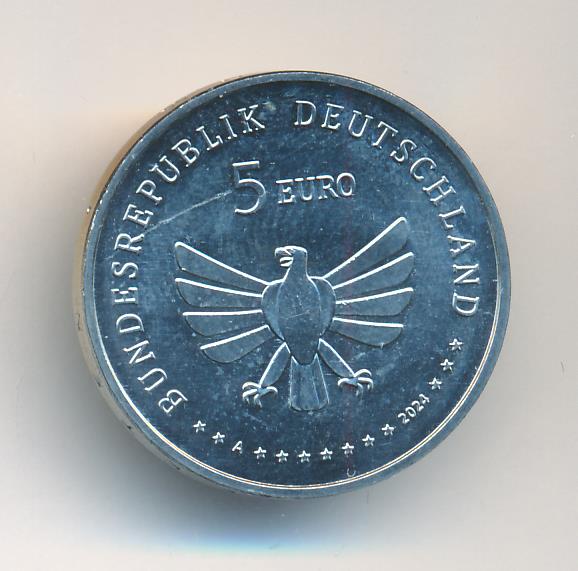 BUNDESREPUBLIK DEUTSCHLAND
5 EURO
A
2024